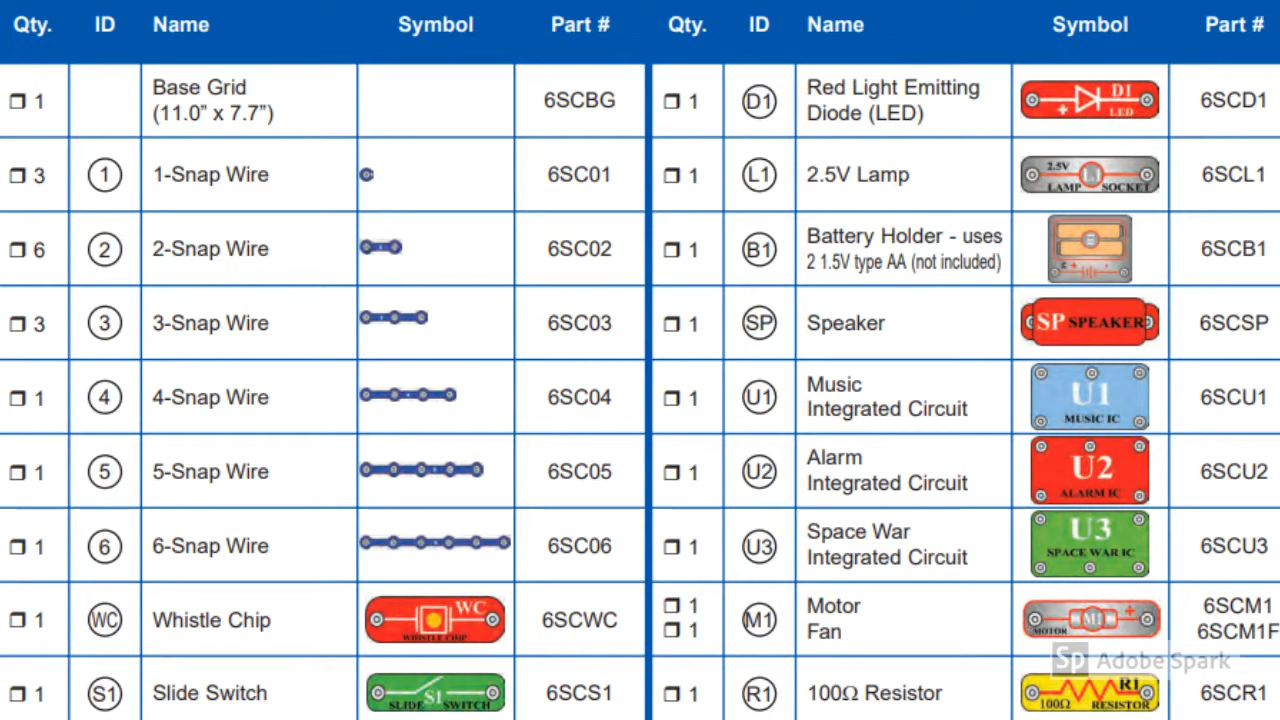 Qty. ID Name Symbol Part #
1 Base Grid
(11.0” x 7.7”) 6SCBG
3 1 1-Snap Wire 6SC01
6 2 2-Snap Wire 6SC02
3 3 3-Snap Wire 6SC03
1 4 4-Snap Wire 6SC04
1 5 5-Snap Wire 6SC05
1 6 6-Snap Wire 6SC06
1 WC Whistle Chip WC
WHISTLE CHIP 6SCWC
1 S1 Slide Switch S1
SLIDE SWITCH 6SCS1
Qty. ID Name Symbol Part #
1 D1 Red Light Emitting
Diode (LED) D1
+ LED 6SCD1
1 L1 2.5V Lamp 2.5V L1
LAMP SOCKET 6SCL1
1 B1 Battery Holder - uses
2 1.5V type AA (not included) 6SCB1
1 SP Speaker SP SPEAKER 6SCSP
1 U1 Music
Integrated Circuit U1
MUSIC IC 6SCU1
1 U2 Alarm
Integrated Circuit U2
ALARM IC 6SCU2
1 U3 Space War
Integrated Circuit U3
SPACE WAR IC 6SCU3
1 M1 Motor M1 + 6SCM1
1 Fan MOTOR 6SCM1F
1 R1 100Ω Resistor R1
100Ω RESISTOR 6SCR1
Sp Adobe Spark